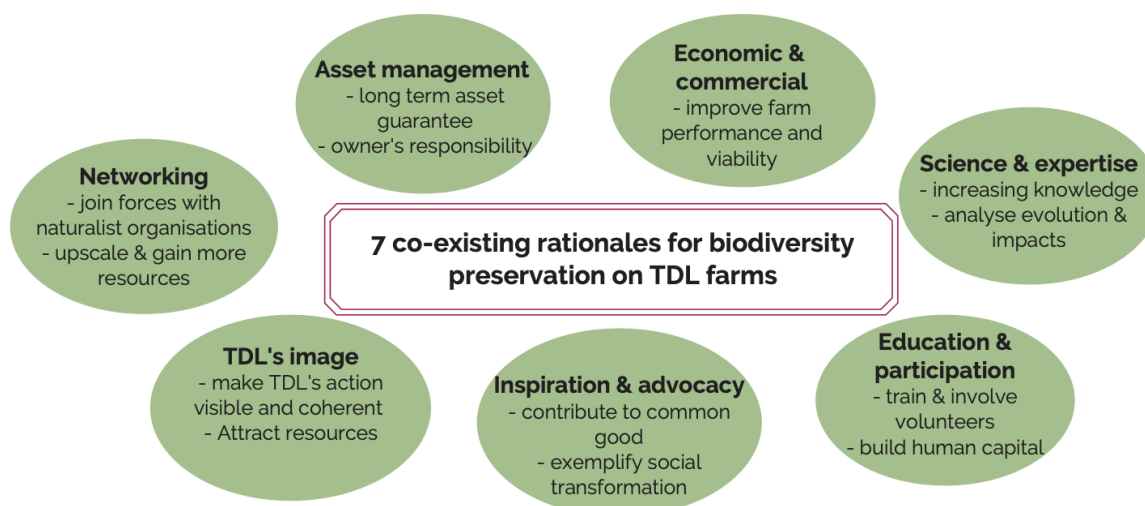 7 co-existing rationales for biodiversity
preservation on TDL farms
Asset management
- long term asset
guarantee
- owner's responsibility
Economic &
commercial
- improve farm
performance and
viability
Science & expertise
- increasing knowledge
- analyse evolution &
impacts
Education &
participation
- train & involve
volunteers
- build human capital
Inspiration & advocacy
- contribute to common
good
- exemplify social
transformation
TDL's image
- make TDL's action
visible and coherent
- Attract resources
Networking
- join forces with
naturalist organisations
- upscale & gain more
resources